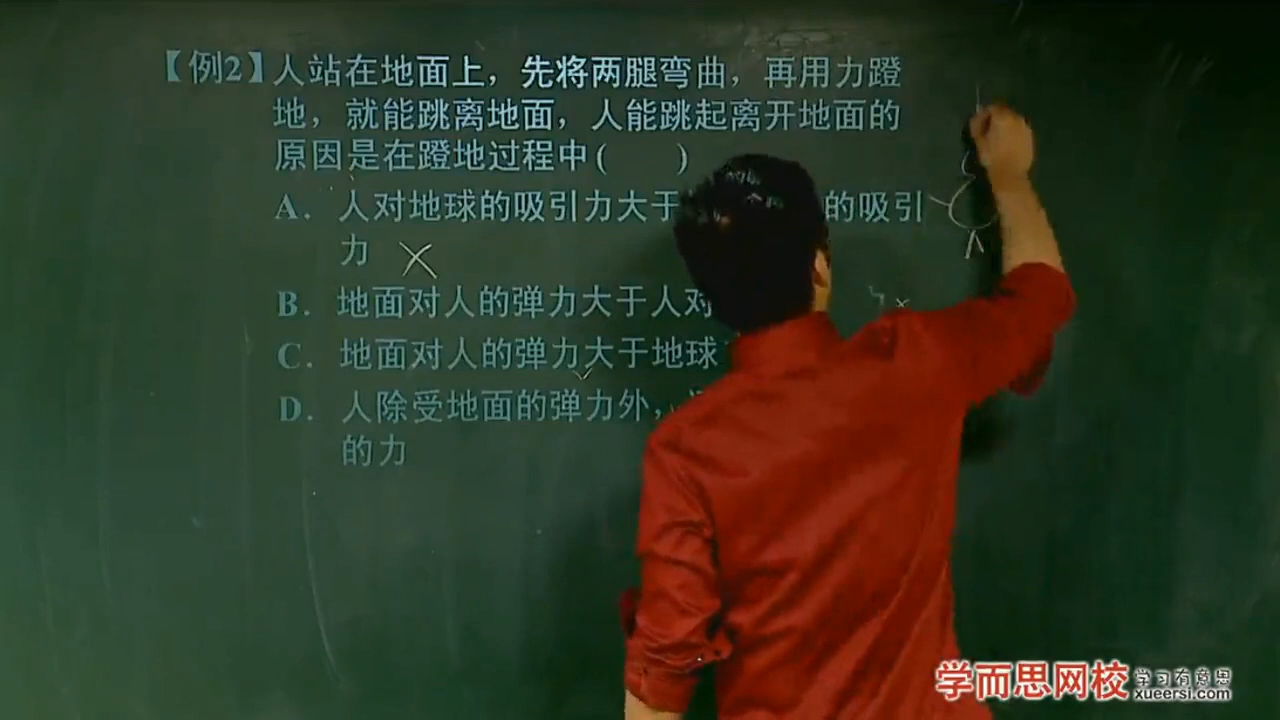 【例2】人站在地面上，先将两腿弯曲，再用力蹬
地，就能跳离地面，人能跳起离开地面的
原因是在蹬地过程中(  )
A．人对地球的吸引力大于 的吸引
力 ×
B．地面对人的弹力大于人对 ×
C．地面对人的弹力大于地球
D．人除受地面的弹力外，
的力
学而思网校 学习有意思
xueersi.com